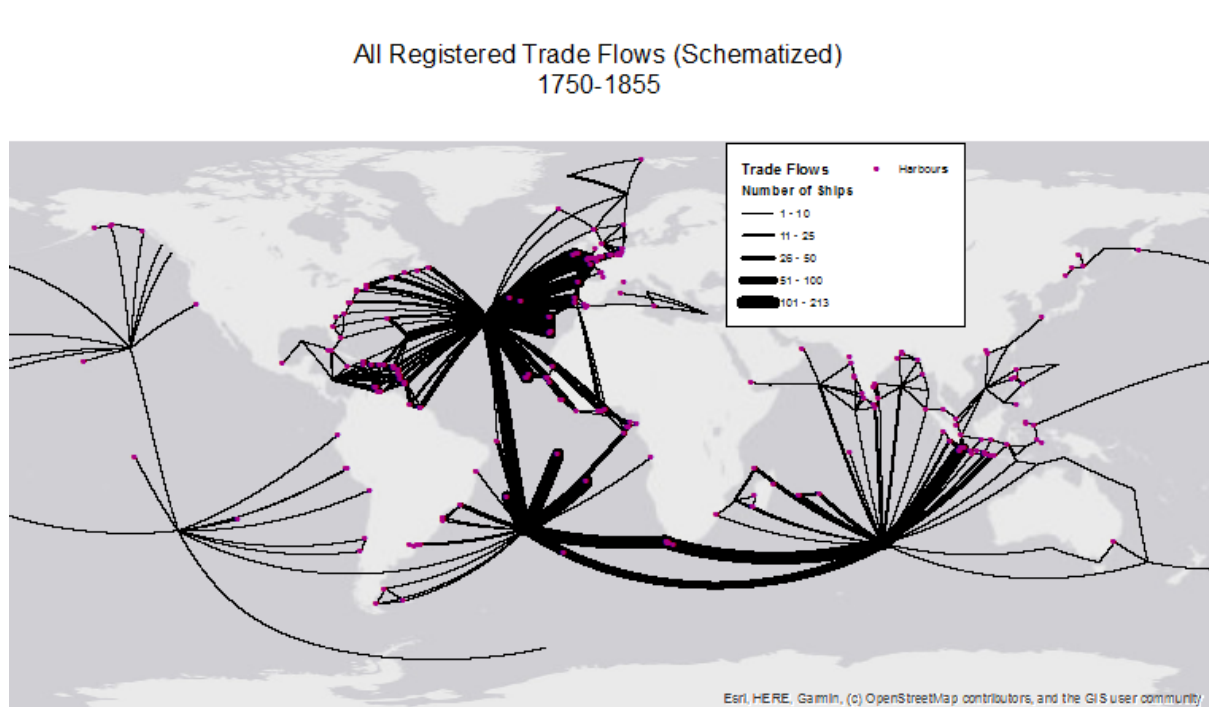 All Registered Trade Flows (Schematized)
1750-1855
Trade Flows
Harbours
Number of Ships
1 - 10
11 - 25
26 - 50
51 - 100
101 - 213
Esri, HERE, Garmin, (c) OpenStreetMap contributors, and the GIS user community